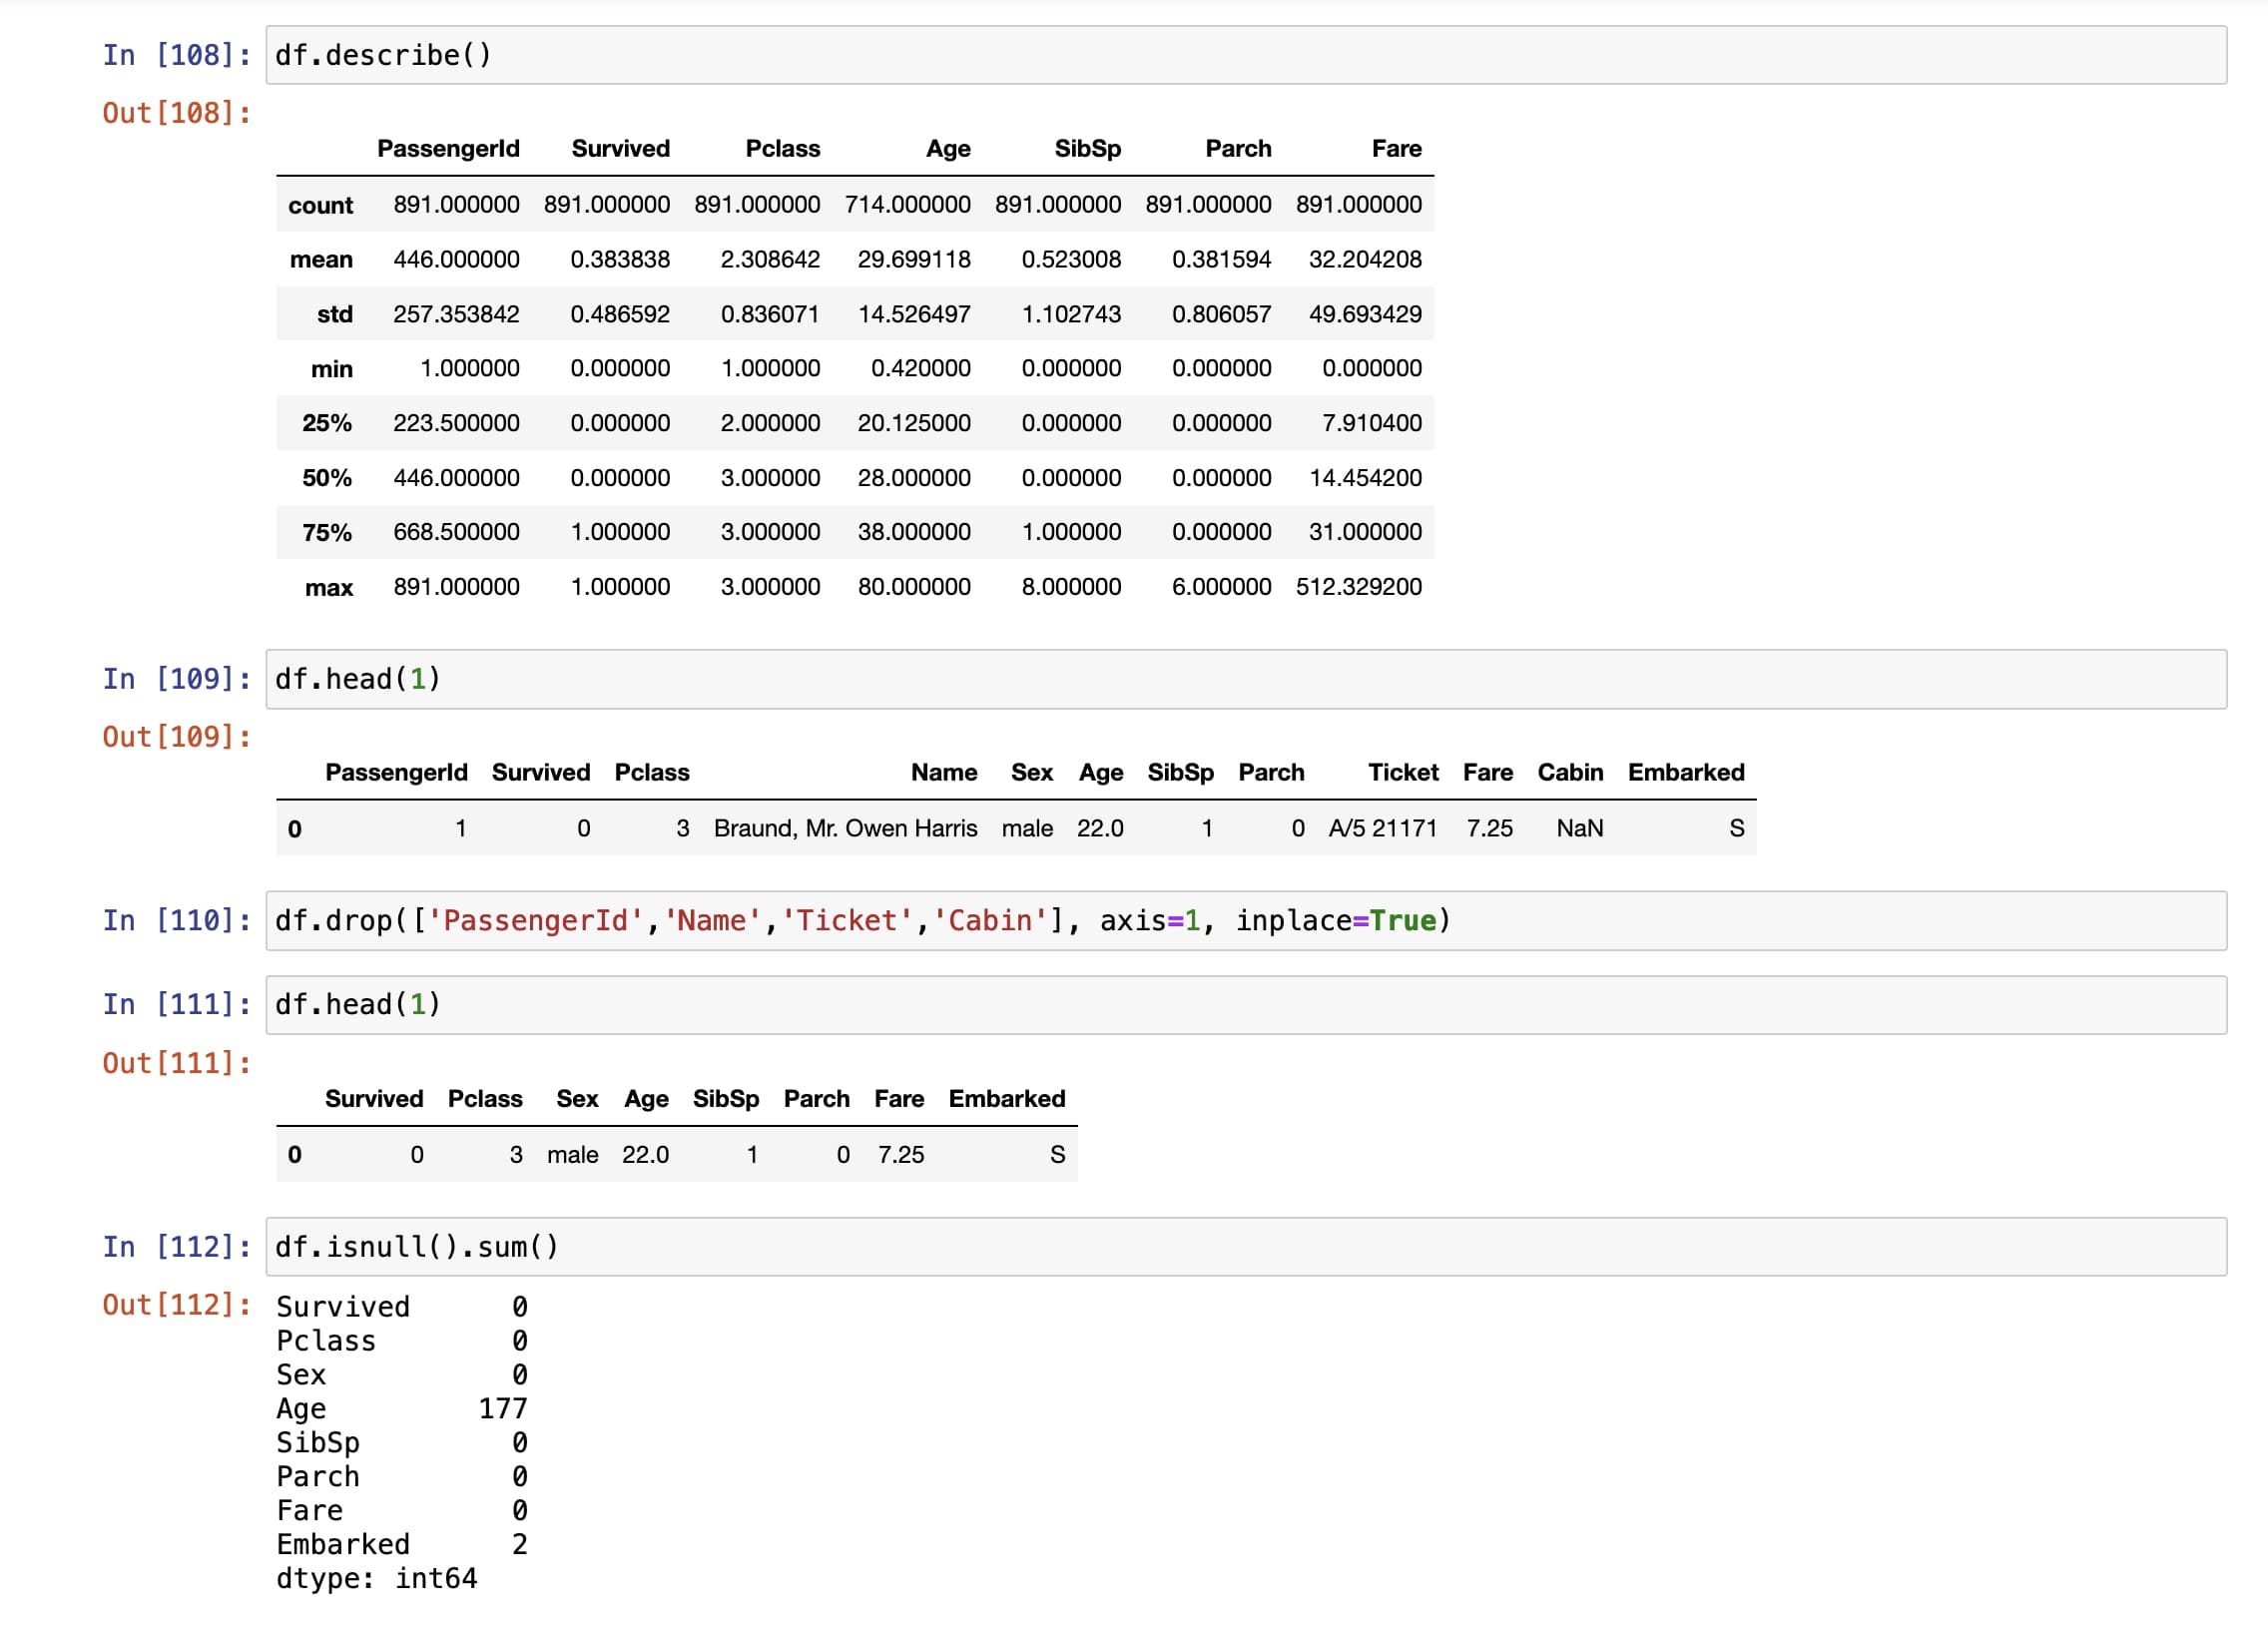 In [108]: df.describe()
Out[108]:
PassengerId Survived Pclass Age SibSp Parch Fare
count 891.000000 891.000000 891.000000 714.000000 891.000000 891.000000 891.000000
mean 446.000000 0.383838 2.308642 29.699118 0.523008 0.381594 32.204208
std 257.353842 0.486592 0.836071 14.526497 1.102743 0.806057 49.693429
min 1.000000 0.000000 1.000000 0.420000 0.000000 0.000000 0.000000
25% 223.500000 0.000000 2.000000 20.125000 0.000000 0.000000 7.910400
50% 446.000000 0.000000 3.000000 28.000000 0.000000 0.000000 14.454200
75% 668.500000 1.000000 3.000000 38.000000 1.000000 0.000000 31.000000
max 891.000000 1.000000 3.000000 80.000000 8.000000 6.000000 512.329200
In [109]: df.head(1)
Out[109]:
PassengerId Survived Pclass Name Sex Age SibSp Parch Ticket Fare Cabin Embarked
0 1 0 3 Braund, Mr. Owen Harris male 22.0 1 0 A/5 21171 7.25 NaN S
In [110]: df.drop(['PassengerId','Name','Ticket','Cabin'], axis=1, inplace=True)
In [111]: df.head(1)
Out[111]:
Survived Pclass Sex Age SibSp Parch Fare Embarked
0 0 3 male 22.0 1 0 7.25 S
In [112]: df.isnull().sum()
Out[112]: Survived 0
Pclass 0
Sex 0
Age 177
SibSp 0
Parch 0
Fare 0
Embarked 2
dtype: int64